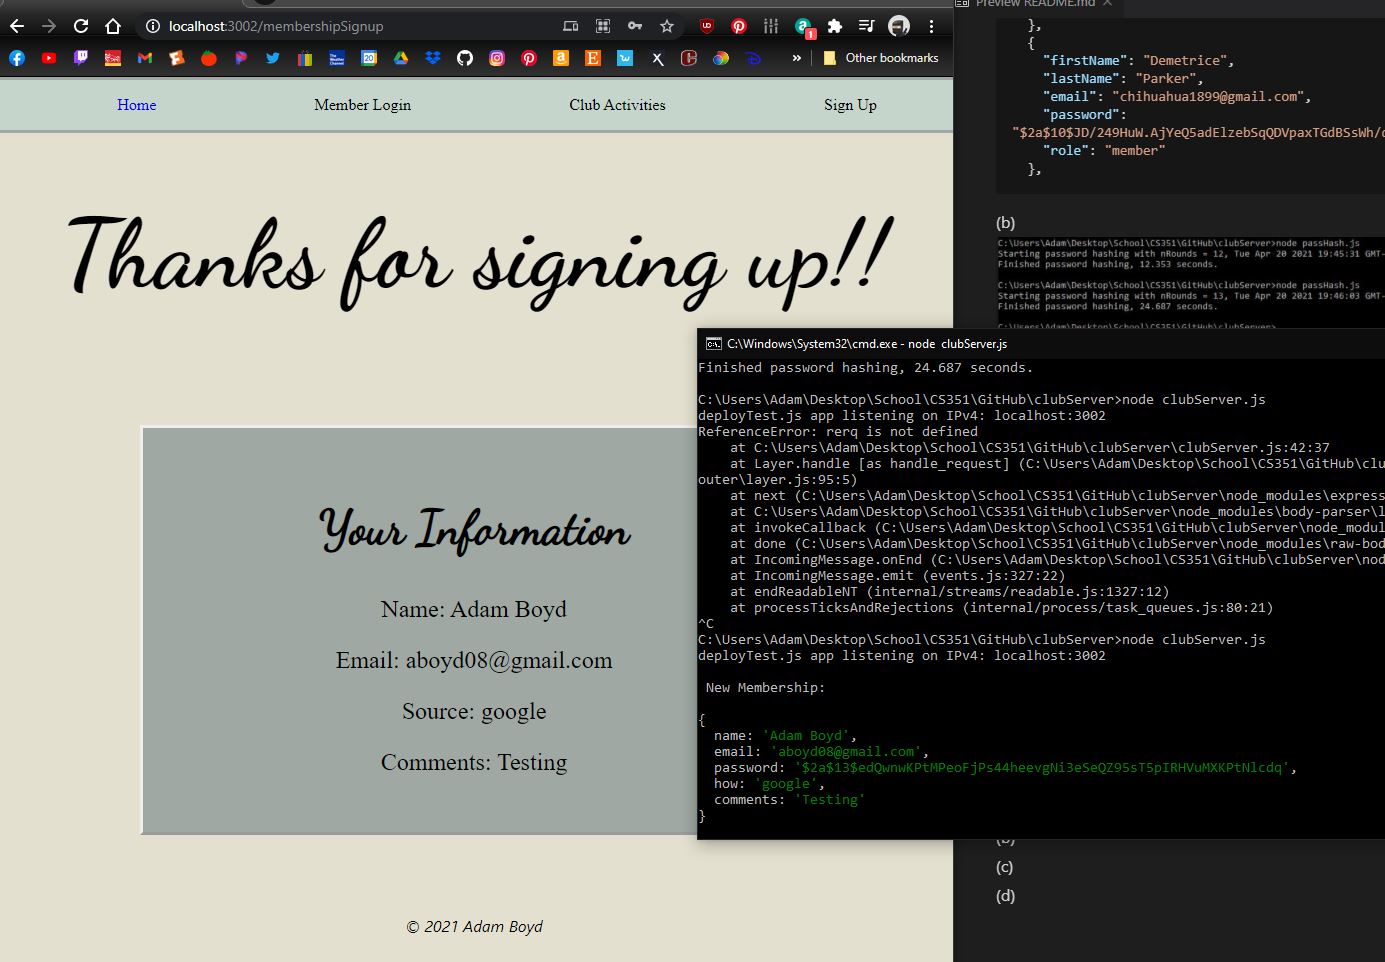 localhost:3002/membershipSignup
1
Other bookmarks
Home
Member Login
Club Activities
Sign Up
Thanks for signing up!!
Your Information
Name: Adam Boyd
Email: aboyd08@gmail.com
Source: google
Comments: Testing
© 2021 Adam Boyd
Preview README.md
},
{
"firstName": "Demetrice",
"lastName": "Parker",
"email": "chihuahua1899@gmail.com",
"password":
"$2a$10$JD/249HuW.AjYeQ5adElzebSqQDVpaxTGdBSsWh/
"role": "member"
},
(b)
C:\Users\Adam\Desktop\School\CS351\GitHub\clubServer>node passHash.js
Starting password hashing with nRounds = 12, Tue Apr 20 2021 19:45:31 GMT-
Finished password hashing, 12.353 seconds.
C:\Users\Adam\Desktop\School\CS351\GitHub\clubServer>node passHash.js
Starting password hashing with nRounds = 13, Tue Apr 20 2021 19:46:03 GMT-
Finished password hashing, 24.687 seconds.
C:\Users\Adam\Desktop\School\CS351\GitHub\clubServer>
C:\Windows\System32\cmd.exe - node clubServer.js
Finished password hashing, 24.687 seconds.
C:\Users\Adam\Desktop\School\CS351\GitHub\clubServer>node clubServer.js
deployTest.js app listening on IPv4: localhost:3002
ReferenceError: rerq is not defined
at C:\Users\Adam\Desktop\School\CS351\GitHub\clubServer\clubServer.js:42:37
at Layer.handle [as handle_request] (C:\Users\Adam\Desktop\School\CS351\GitHub\clu
outer\layer.js:95:5)
at next (C:\Users\Adam\Desktop\School\CS351\GitHub\clubServer\node_modules\express
at C:\Users\Adam\Desktop\School\CS351\GitHub\clubServer\node_modules\body-parser\l
at invokeCallback (C:\Users\Adam\Desktop\School\CS351\GitHub\clubServer\node_modul
at done (C:\Users\Adam\Desktop\School\CS351\GitHub\clubServer\node_modules\raw-bod
at IncomingMessage.onEnd (C:\Users\Adam\Desktop\School\CS351\GitHub\clubServer\nod
at IncomingMessage.emit (events.js:327:22)
at endReadableNT (internal/streams/readable.js:1327:12)
at processTicksAndRejections (internal/process/task_queues.js:80:21)
^C
C:\Users\Adam\Desktop\School\CS351\GitHub\clubServer>node clubServer.js
deployTest.js app listening on IPv4: localhost:3002
New Membership:
{
name: 'Adam Boyd',
email: 'aboyd08@gmail.com',
password: '$2a$13$edQwnwKPtMPeoFjPs44heevgNi3eSeQZ95sT5pIRHVuMXKPtNlcdq',
how: 'google',
comments: 'Testing'
}
(b)
(c)
(d)